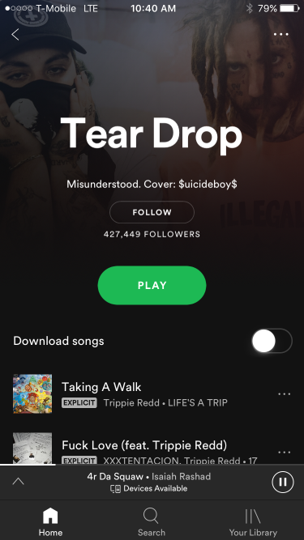 T-Mobile LTE 10:40 AM 79%
Tear Drop
Misunderstood. Cover: $uicideboy$
FOLLOW
427,449 FOLLOWERS
PLAY
Download songs
Taking A Walk
EXPLICIT Trippie Redd • LIFE'S A TRIP
Fuck Love (feat. Trippie Redd)
EXPLICIT XXXTENTACION, Trippie Redd • 17
4r Da Squaw • Isaiah Rashad
Devices Available
Home Search Your Library